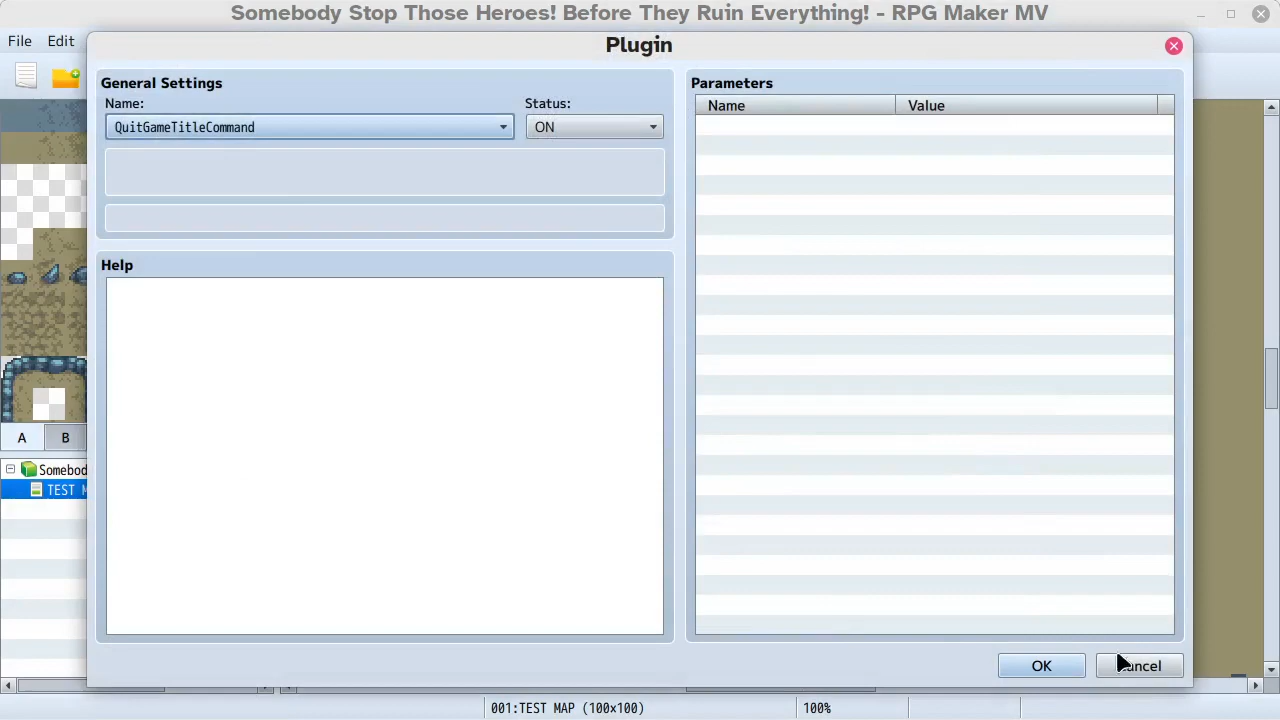 Somebody Stop Those Heroes! Before They Ruin Everything! - RPG Maker MV
File Edit
Plugin
General Settings
Name:
Status:
QuitGameTitleCommand
ON
Help
Parameters
Name Value
A B
Somebod
TEST M
OK
ancel
001:TEST MAP (100x100)
100%